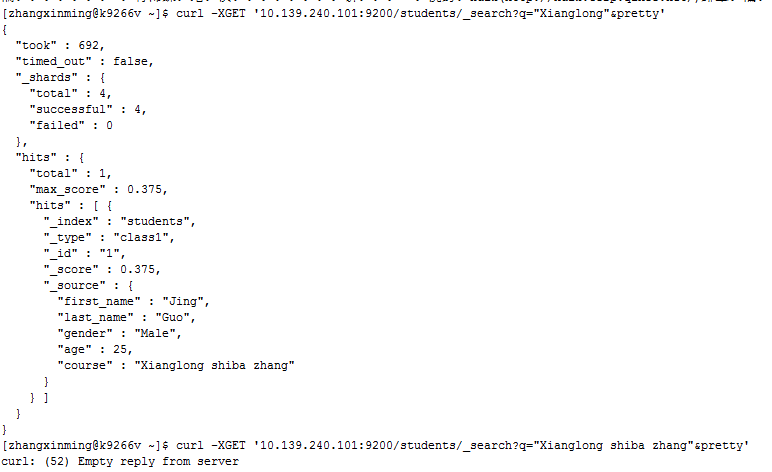 [zhangxinming@k9266v ~]$ curl -XGET '10.139.240.101:9200/students/_search?q="Xianglong"&pretty'
{
  "took" : 692,
  "timed_out" : false,
  "_shards" : {
    "total" : 4,
    "successful" : 4,
    "failed" : 0
  },
  "hits" : {
    "total" : 1,
    "max_score" : 0.375,
    "hits" : [ {
      "_index" : "students",
      "_type" : "class1",
      "_id" : "1",
      "_score" : 0.375,
      "_source" : {
        "first_name" : "Jing",
        "last_name" : "Guo",
        "gender" : "Male",
        "age" : 25,
        "course" : "Xianglong shiba zhang"
      }
    } ]
  }
}
[zhangxinming@k9266v ~]$ curl -XGET '10.139.240.101:9200/students/_search?q="Xianglong shiba zhang"&pretty'
curl: (52) Empty reply from server